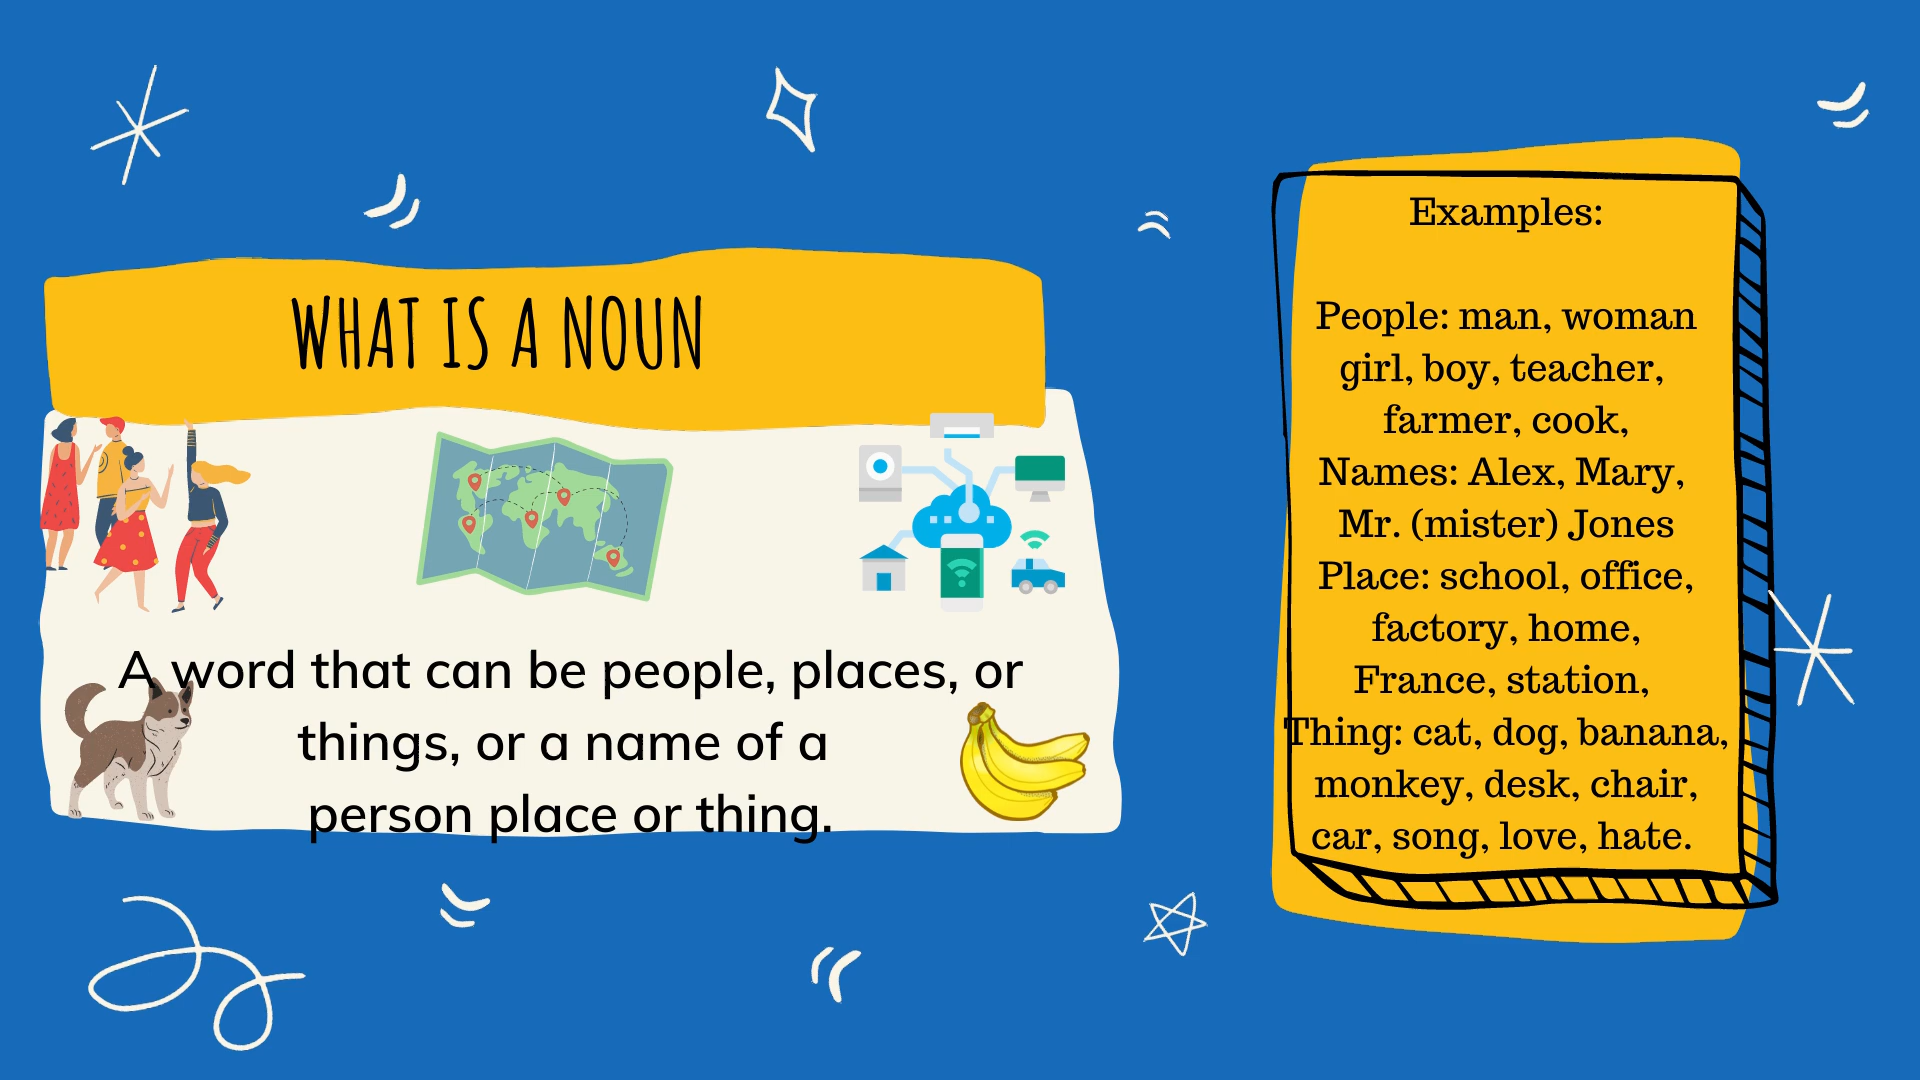 WHAT IS A NOUN
A word that can be people, places, or
things, or a name of a
person place or thing.
Examples:
People: man, woman
girl, boy, teacher,
farmer, cook,
Names: Alex, Mary,
Mr. (mister) Jones
Place: school, office,
factory, home,
France, station,
Thing: cat, dog, banana,
monkey, desk, chair,
car, song, love, hate.